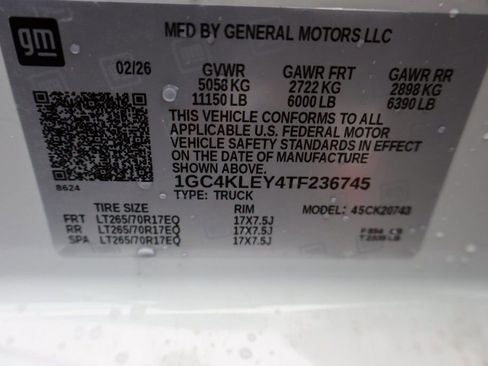 gm
MFD BY GENERAL MOTORS LLC
02/26 GVWR GAWR FRT GAWR RR
5058 KG 2722 KG 2898 KG
11150 LB 6000 LB 6390 LB
THIS VEHICLE CONFORMS TO ALL
APPLICABLE U.S. FEDERAL MOTOR
VEHICLE SAFETY STANDARDS IN EFFECT
ON THE DATE OF MANUFACTURE SHOWN ABOVE.
8624 1GC4KLEY4TF236745
TYPE: TRUCK
TIRE SIZE RIM MODEL: 4SCK20743
FRT LT265/70R17EQ 17X7.5J
RR LT265/70R17EQ 17X7.5J
SPA LT265/70R17EQ 17X7.5J